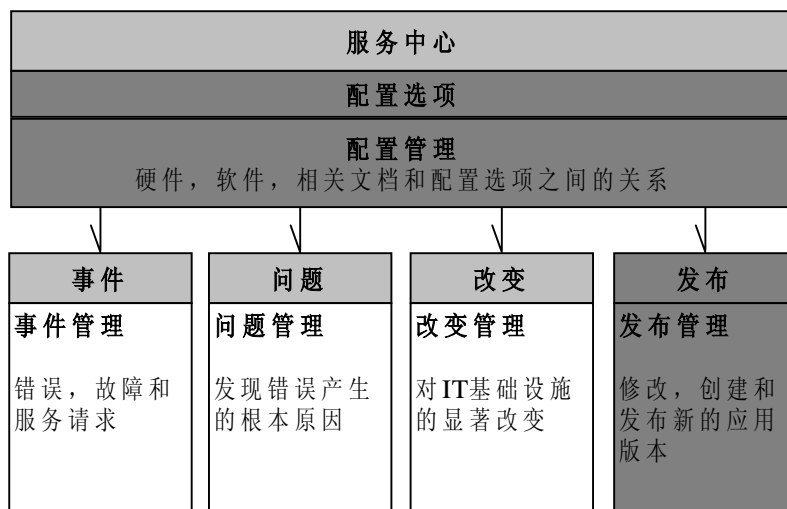 服务中心
配置选项
配置管理
硬件，软件，相关文档和配置选项之间的关系
事件
事件管理
错误，故障和
服务请求
问题
问题管理
发现错误产生
的根本原因
改变
改变管理
对IT基础设施
的显著改变
发布
发布管理
修改，创建和
发布新的应用
版本